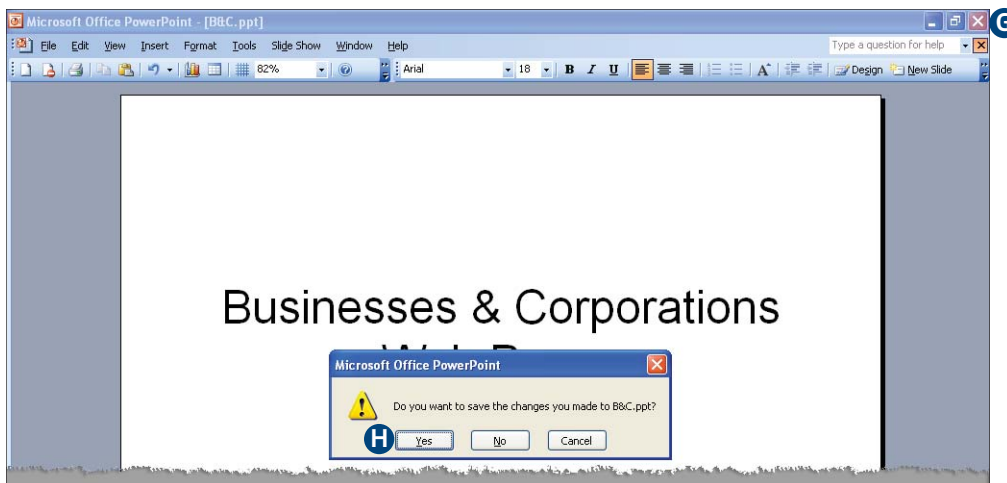 Microsoft Office PowerPoint - [B&C.ppt]
G
File Edit View Insert Format Tools Slide Show Window Help
Type a question for help
82%
Arial
18
B I U
A
Design
New Slide
Businesses & Corporations
Microsoft Office PowerPoint
Do you want to save the changes you made to B&C.ppt?
H
Yes
No
Cancel